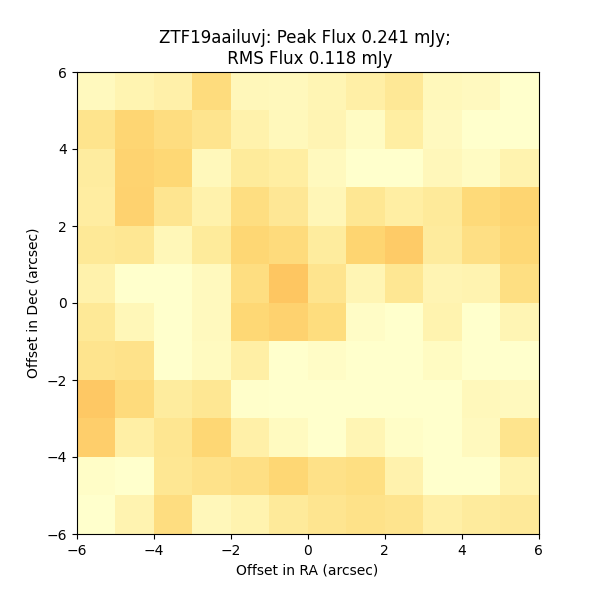 ZTF19aailuvj: Peak Flux 0.241 mJy;
RMS Flux 0.118 mJy
6
4
2
0
−2
−4
−6
Offset in Dec (arcsec)
−6 −4 −2 0 2 4 6
Offset in RA (arcsec)